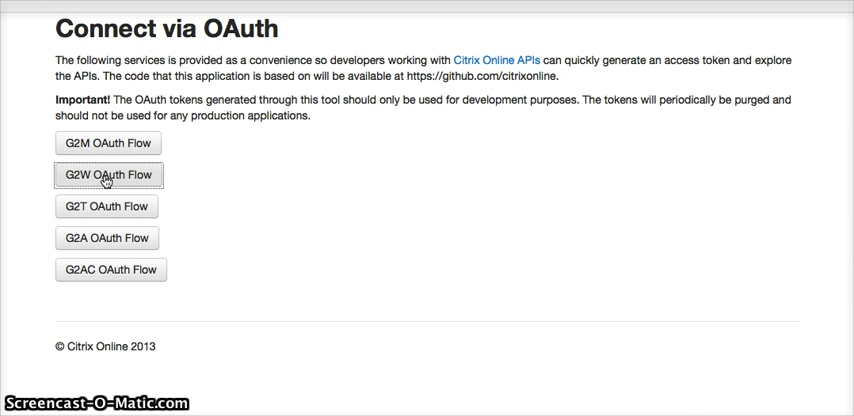 Connect via OAuth
The following services is provided as a convenience so developers working with Citrix Online APIs can quickly generate an access token and explore
the APIs. The code that this application is based on will be available at https://github.com/citrixonline.
Important! The OAuth tokens generated through this tool should only be used for development purposes. The tokens will periodically be purged and
should not be used for any production applications.
G2M OAuth Flow
G2W OAuth Flow
G2T OAuth Flow
G2A OAuth Flow
G2AC OAuth Flow
© Citrix Online 2013
Screencast-O-Matic.com